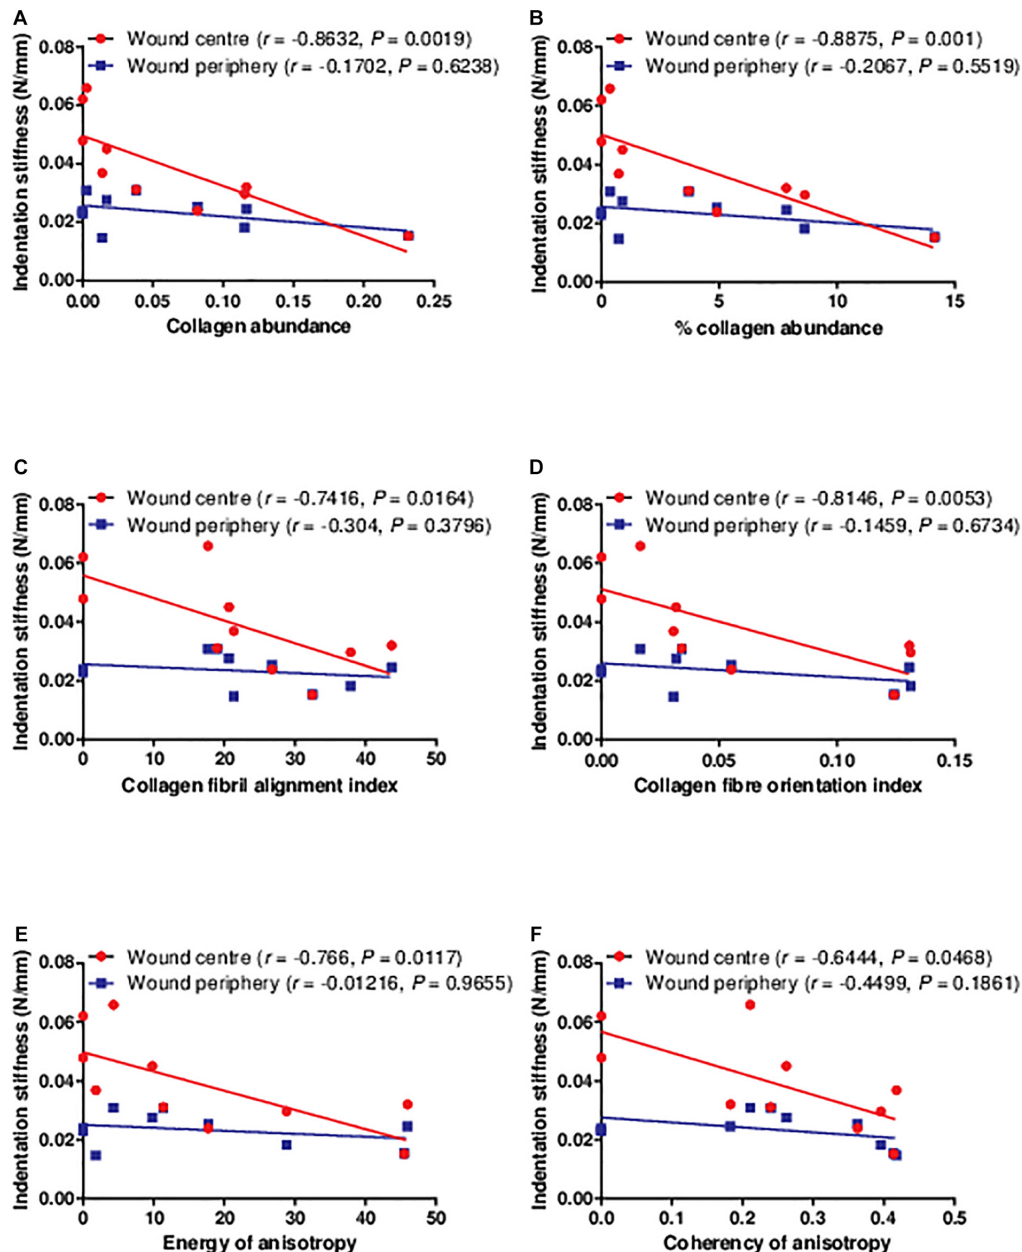 A
Wound centre (r = -0.8632, P = 0.0019)
Wound periphery (r = -0.1702, P = 0.6238)
Indentation stiffness (N/mm)
0.08
0.06
0.04
0.02
0.00
0.00 0.05 0.10 0.15 0.20 0.25
Collagen abundance
B
Wound centre (r = -0.8875, P = 0.001)
Wound periphery (r = -0.2067, P = 0.5519)
Indentation stiffness (N/mm)
0.08
0.06
0.04
0.02
0.00
0 5 10 15
% collagen abundance
C
Wound centre (r = -0.7416, P = 0.0164)
Wound periphery (r = -0.304, P = 0.3796)
Indentation stiffness (N/mm)
0.08
0.06
0.04
0.02
0.00
0 10 20 30 40 50
Collagen fibril alignment index
D
Wound centre (r = -0.8146, P = 0.0053)
Wound periphery (r = -0.1459, P = 0.6734)
Indentation stiffness (N/mm)
0.08
0.06
0.04
0.02
0.00
0.00 0.05 0.10 0.15
Collagen fibre orientation index
E
Wound centre (r = -0.766, P = 0.0117)
Wound periphery (r = -0.01216, P = 0.9655)
Indentation stiffness (N/mm)
0.08
0.06
0.04
0.02
0.00
0 10 20 30 40 50
Energy of anisotropy
F
Wound centre (r = -0.6444, P = 0.0468)
Wound periphery (r = -0.4499, P = 0.1861)
Indentation stiffness (N/mm)
0.08
0.06
0.04
0.02
0.00
0.0 0.1 0.2 0.3 0.4 0.5
Coherency of anisotropy